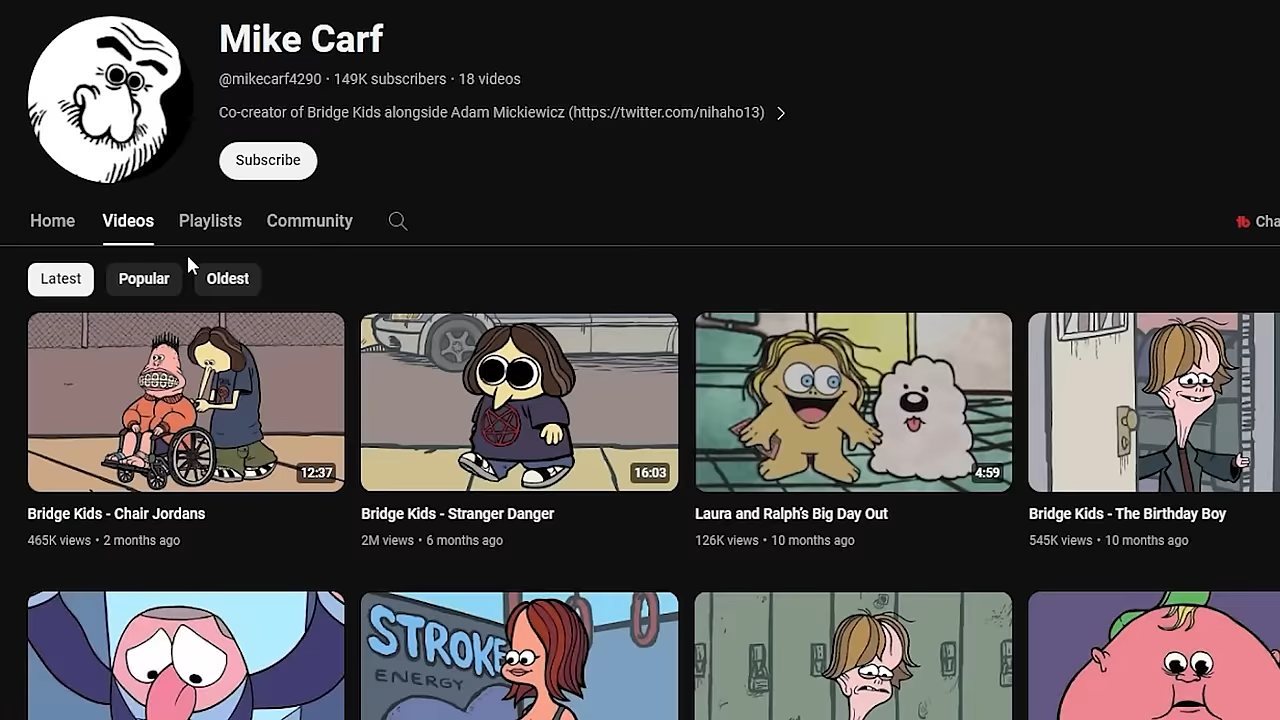 Mike Carf
@mikecarf4290 · 149K subscribers · 18 videos
Co-creator of Bridge Kids alongside Adam Mickiewicz (https://twitter.com/nihaho13)
Subscribe
Home Videos Playlists Community
Cha
Latest Popular Oldest
12:37 16:03 4:59
Bridge Kids - Chair Jordans
465K views • 2 months ago
Bridge Kids - Stranger Danger
2M views • 6 months ago
Laura and Ralph's Big Day Out
126K views • 10 months ago
Bridge Kids - The Birthday Boy
545K views • 10 months ago
STROKE
ENERGY